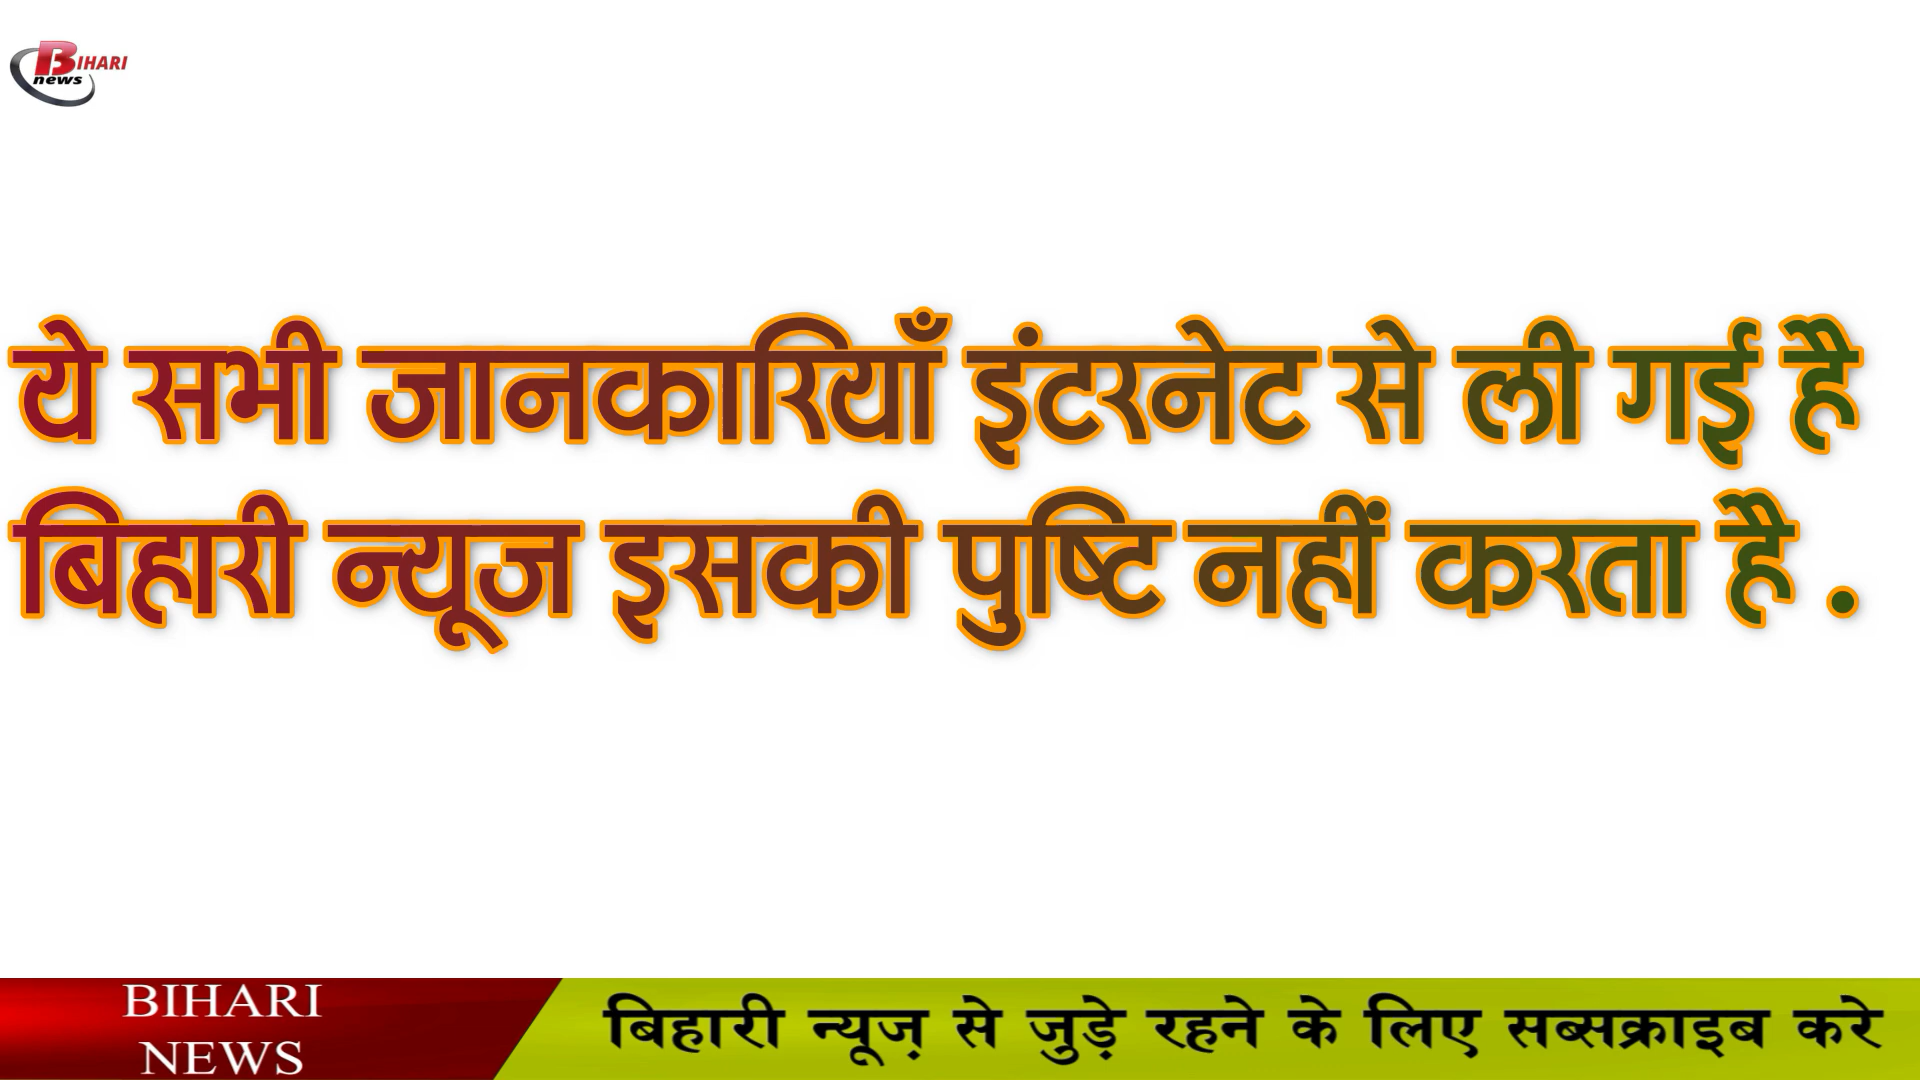 BIHARI
news
ये सभी जानकारियाँ इंटरनेट से ली गई है
बिहारी न्यूज इसकी पुष्टि नहीं करता है .
BIHARI
NEWS
बिहारी न्यूज़ से जुड़े रहने के लिए सब्सक्राइब करे